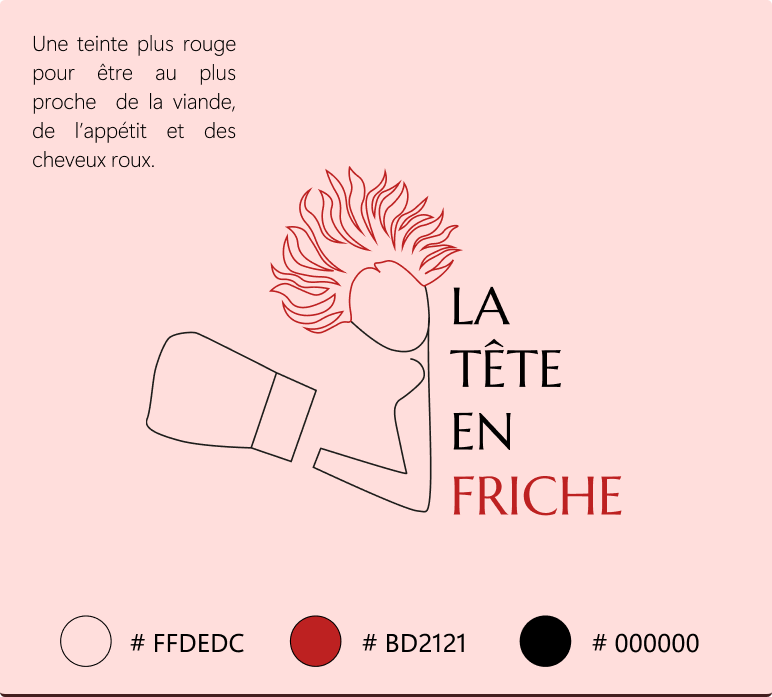 Une teinte plus rouge
pour être au plus
proche de la viande,
de l’appétit et des
cheveux roux.
LA
TÊTE
EN
FRICHE
# FFDEDC
# BD2121
# 000000